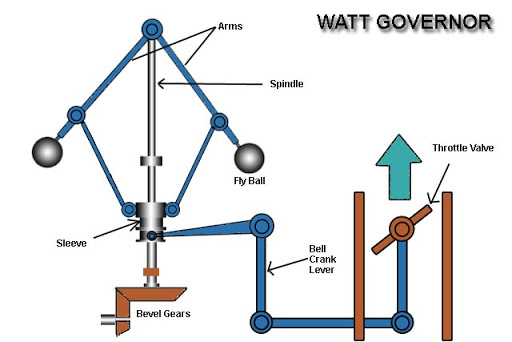 WATT GOVERNOR
Arms
Spindle
Throttle Valve
Fly Ball
Sleeve
Bell
Crank
Lever
Bevel Gears